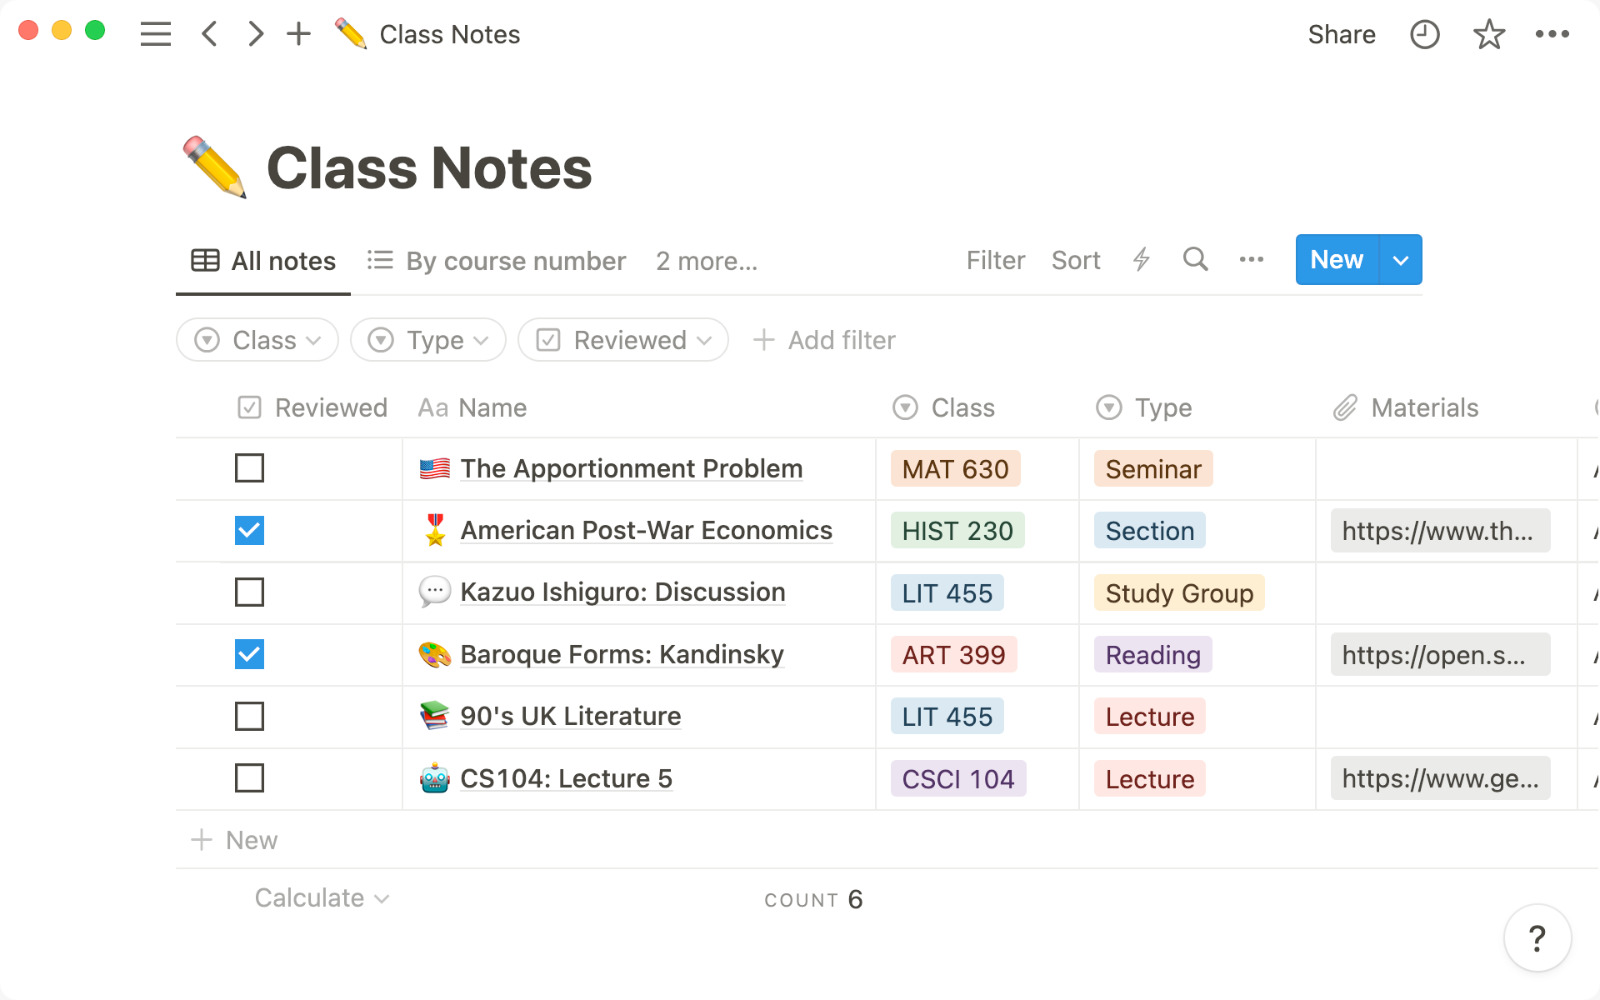 Class Notes
Share
Class Notes
All notes By course number 2 more... Filter Sort New
Class Type Reviewed Add filter
Reviewed Aa Name Class Type Materials
The Apportionment Problem MAT 630 Seminar
American Post-War Economics HIST 230 Section https://www.th...
Kazuo Ishiguro: Discussion LIT 455 Study Group
Baroque Forms: Kandinsky ART 399 Reading https://open.s...
90's UK Literature LIT 455 Lecture
CS104: Lecture 5 CSCI 104 Lecture https://www.ge...
New
Calculate COUNT 6
?